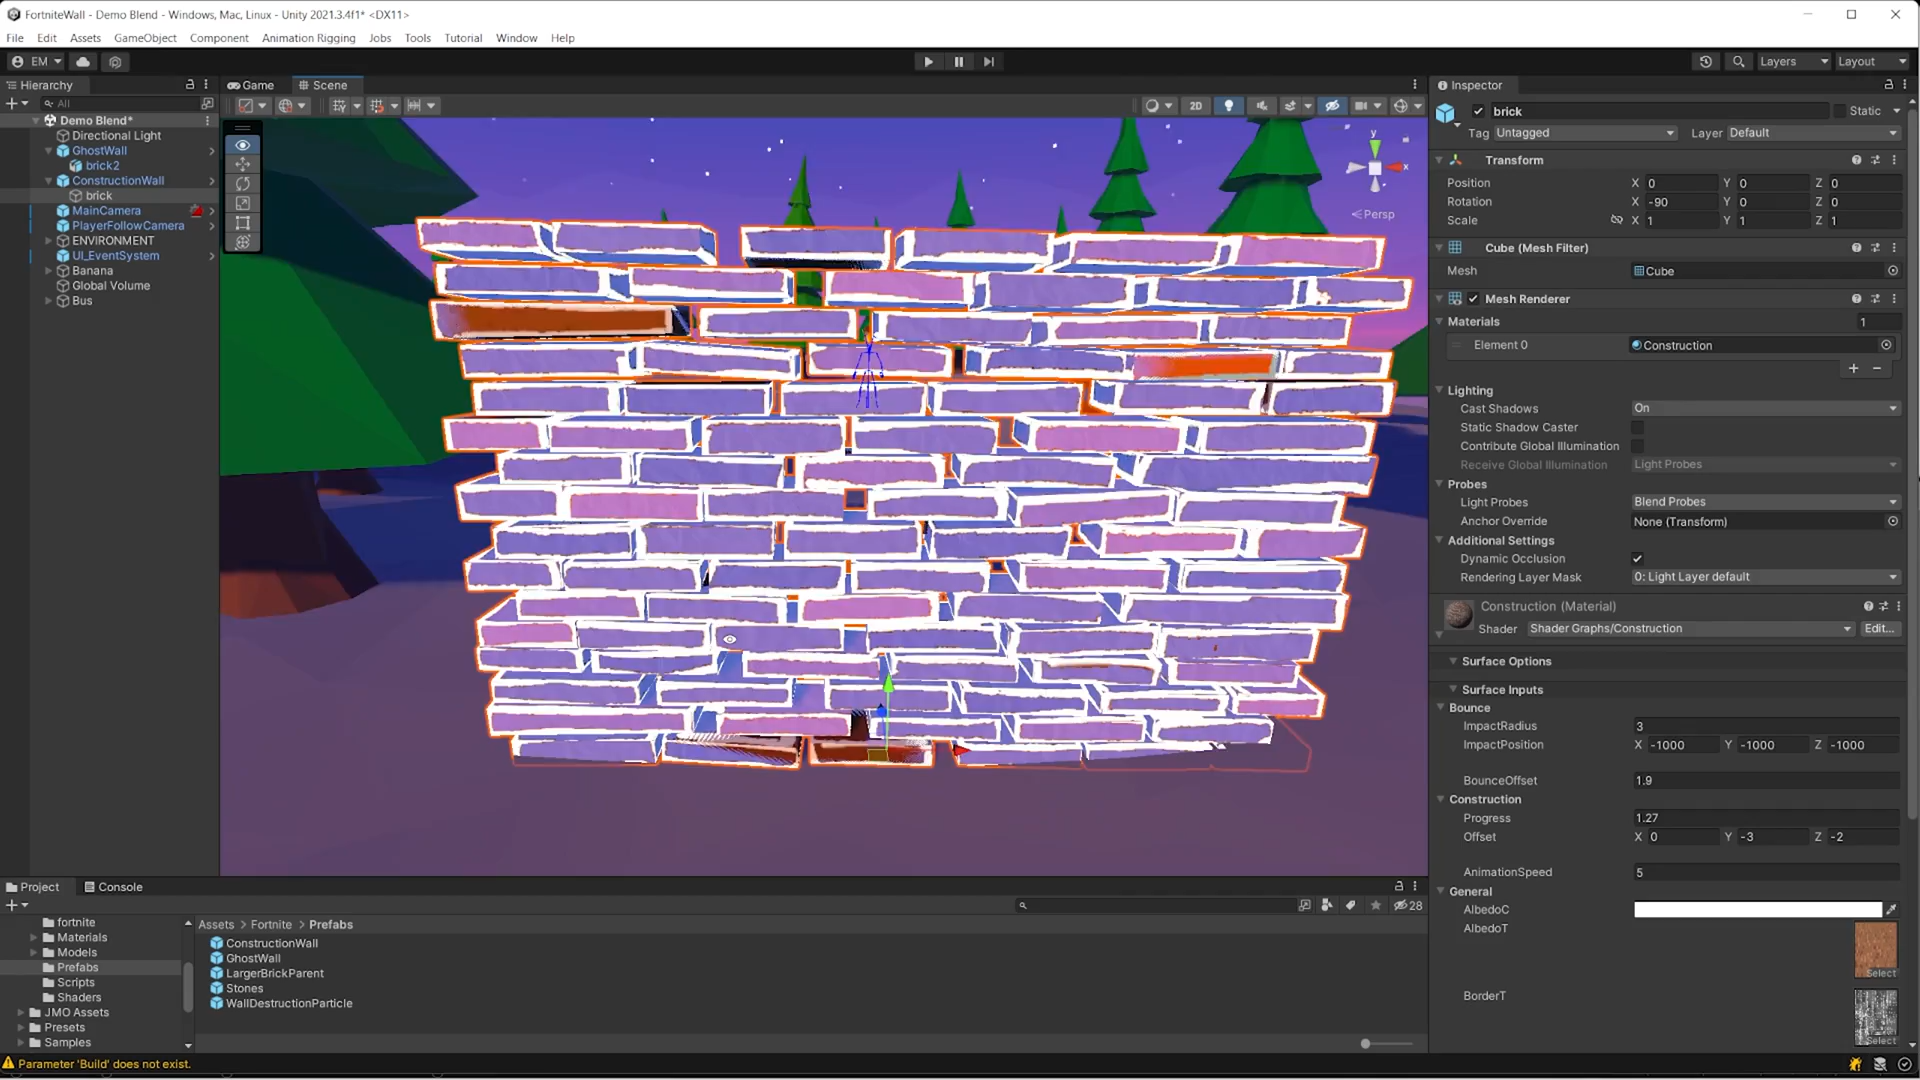 FortniteWall - Demo Blend - Windows, Mac, Linux - Unity 2021.3.4f1* <DX11>
File Edit Assets GameObject Component Animation Rigging Jobs Tools Tutorial Window Help
EM Layers Layout
Hierarchy
All
Demo Blend*
Directional Light
GhostWall
brick2
ConstructionWall
brick
MainCamera
PlayerFollowCamera
ENVIRONMENT
UI_EventSystem
Banana
Global Volume
Bus
Game Scene
2D
y
x
Persp
Inspector
brick Static
Tag Untagged Layer Default
Transform
Position X 0 Y 0 Z 0
Rotation X -90 Y 0 Z 0
Scale X 1 Y 1 Z 1
Cube (Mesh Filter)
Mesh Cube
Mesh Renderer
Materials 1
Element 0 Construction
Lighting
Cast Shadows On
Static Shadow Caster
Contribute Global Illumination
Receive Global Illumination Light Probes
Probes
Light Probes Blend Probes
Anchor Override None (Transform)
Additional Settings
Dynamic Occlusion
Rendering Layer Mask 0: Light Layer default
Construction (Material)
Shader Shader Graphs/Construction Edit...
Surface Options
Surface Inputs
Bounce
ImpactRadius 3
ImpactPosition X -1000 Y -1000 Z -1000
BounceOffset 1.9
Construction
Progress 1.27
Offset X 0 Y -3 Z -2
AnimationSpeed 5
General
AlbedoC
AlbedoT
Select
BorderT
Select
Project Console
28
fortnite
Materials
Models
Prefabs
Scripts
Shaders
JMO Assets
Presets
Samples
Assets > Fortnite > Prefabs
ConstructionWall
GhostWall
LargerBrickParent
Stones
WallDestructionParticle
Parameter 'Build' does not exist.